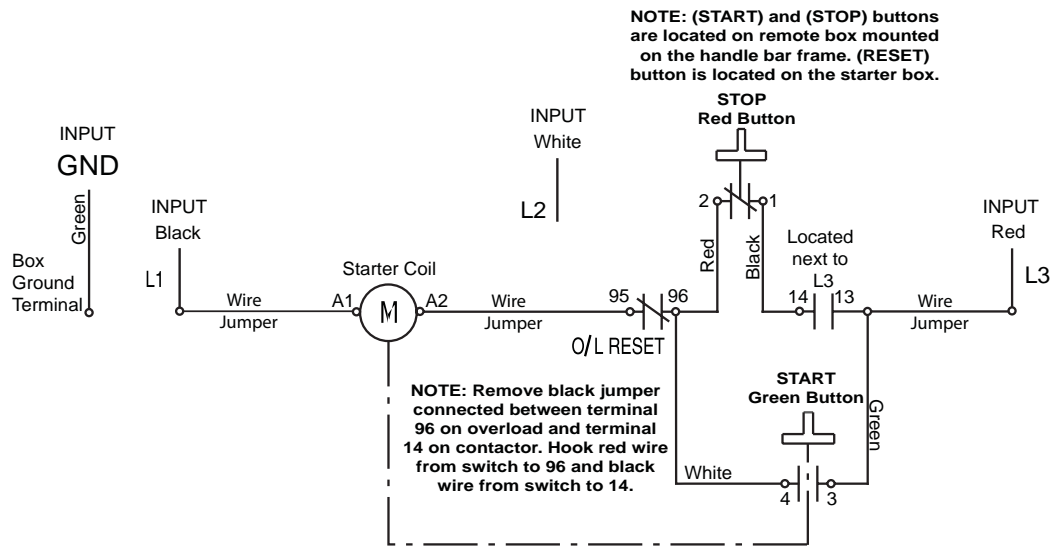 NOTE: (START) and (STOP) buttons
are located on remote box mounted
on the handle bar frame. (RESET)
button is located on the starter box.
STOP
Red Button
INPUT
GND
Green
Box
Ground
Terminal
INPUT
Black
L1
INPUT
White
L2
2
1
Red
Black
Located
next to
L3
INPUT
Red
L3
Starter Coil
Wire
Jumper
A1
M
A2
Wire
Jumper
95
96
O/L RESET
14
13
Wire
Jumper
NOTE: Remove black jumper
connected between terminal
96 on overload and terminal
14 on contactor. Hook red wire
from switch to 96 and black
wire from switch to 14.
START
Green Button
Green
White
4
3